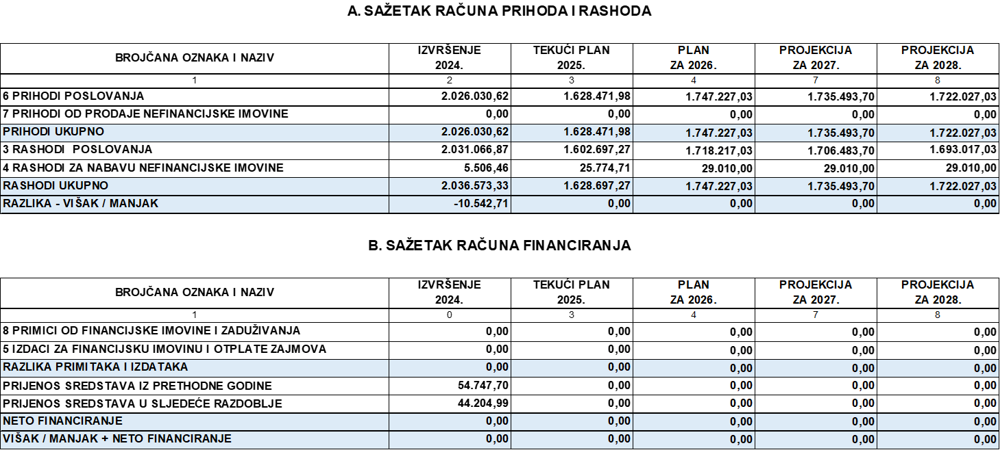 A. SAŽETAK RAČUNA PRIHODA I RASHODA
BROJČANA OZNAKA I NAZIV IZVRŠENJE 2024. TEKUĆI PLAN 2025. PLAN ZA 2026. PROJEKCIJA ZA 2027. PROJEKCIJA ZA 2028.
1 2 3 4 7 8
6 PRIHODI POSLOVANJA 2.026.030,62 1.628.471,98 1.747.227,03 1.735.493,70 1.722.027,03
7 PRIHODI OD PRODAJE NEFINANCIJSKE IMOVINE 0,00 0,00 0,00 0,00 0,00
PRIHODI UKUPNO 2.026.030,62 1.628.471,98 1.747.227,03 1.735.493,70 1.722.027,03
3 RASHODI POSLOVANJA 2.031.066,87 1.602.697,27 1.718.217,03 1.706.483,70 1.693.017,03
4 RASHODI ZA NABAVU NEFINANCIJSKE IMOVINE 5.506,46 25.774,71 29.010,00 29.010,00 29.010,00
RASHODI UKUPNO 2.036.573,33 1.628.697,27 1.747.227,03 1.735.493,70 1.722.027,03
RAZLIKA - VIŠAK / MANJAK -10.542,71 0,00 0,00 0,00 0,00
B. SAŽETAK RAČUNA FINANCIRANJA
BROJČANA OZNAKA I NAZIV IZVRŠENJE 2024. TEKUĆI PLAN 2025. PLAN ZA 2026. PROJEKCIJA ZA 2027. PROJEKCIJA ZA 2028.
1 0 3 4 7 8
8 PRIMICI OD FINANCIJSKE IMOVINE I ZADUŽIVANJA 0,00 0,00 0,00 0,00 0,00
5 IZDACI ZA FINANCIJSKU IMOVINU I OTPLATE ZAJMOVA 0,00 0,00 0,00 0,00 0,00
RAZLIKA PRIMITAKA I IZDATAKA 0,00 0,00 0,00 0,00 0,00
PRIJENOS SREDSTAVA IZ PRETHODNE GODINE 54.747,70 0,00 0,00 0,00 0,00
PRIJENOS SREDSTAVA U SLJEDEĆE RAZDOBLJE 44.204,99 0,00 0,00 0,00 0,00
NETO FINANCIRANJE 0,00 0,00 0,00 0,00 0,00
VIŠAK / MANJAK + NETO FINANCIRANJE 0,00 0,00 0,00 0,00 0,00